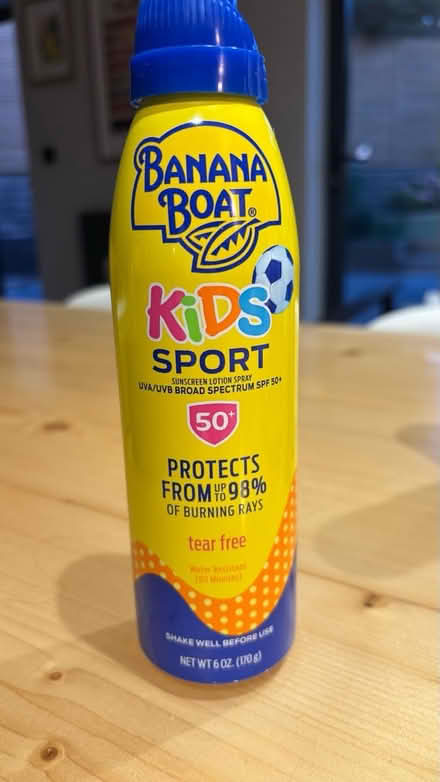 BANANA
BOAT®
KiDS
SPORT
SUNSCREEN LOTION SPRAY
UVA/UVB BROAD SPECTRUM SPF 50+
50+
PROTECTS
FROM UP TO 98%
OF BURNING RAYS
tear free
Water Resistant
(80 Minutes)
SHAKE WELL BEFORE USE
NET WT 6 OZ. (170 g)